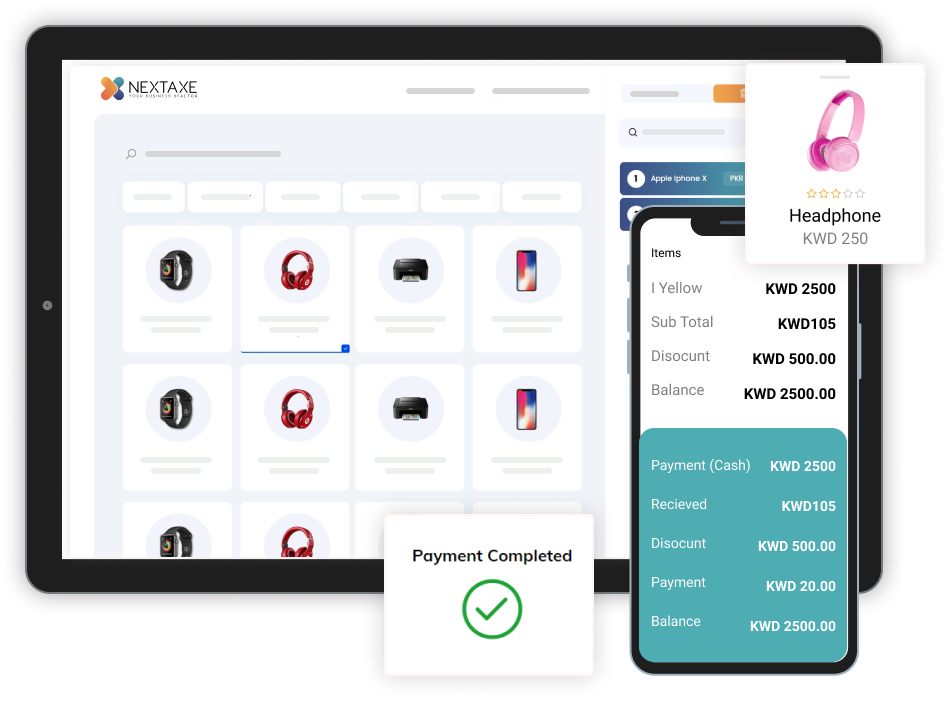 NEXTAXE
YOUR BUSINESS XFACTOR
1 Apple Iphone X PKR
Headphone
KWD 250
Items
I Yellow KWD 2500
Sub Total KWD105
Disocunt KWD 500.00
Balance KWD 2500.00
Payment (Cash) KWD 2500
Recieved KWD105
Disocunt KWD 500.00
Payment KWD 20.00
Balance KWD 2500.00
Payment Completed